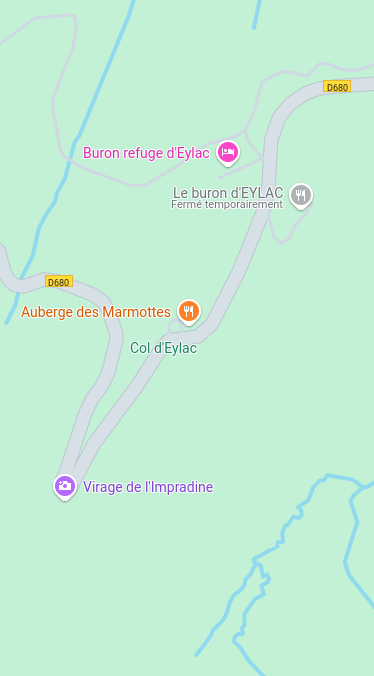 D680
Buron refuge d'Eylac
Le buron d'EYLAC
Fermé temporairement
D680
Auberge des Marmottes
Col d'Eylac
Virage de l'Impradine